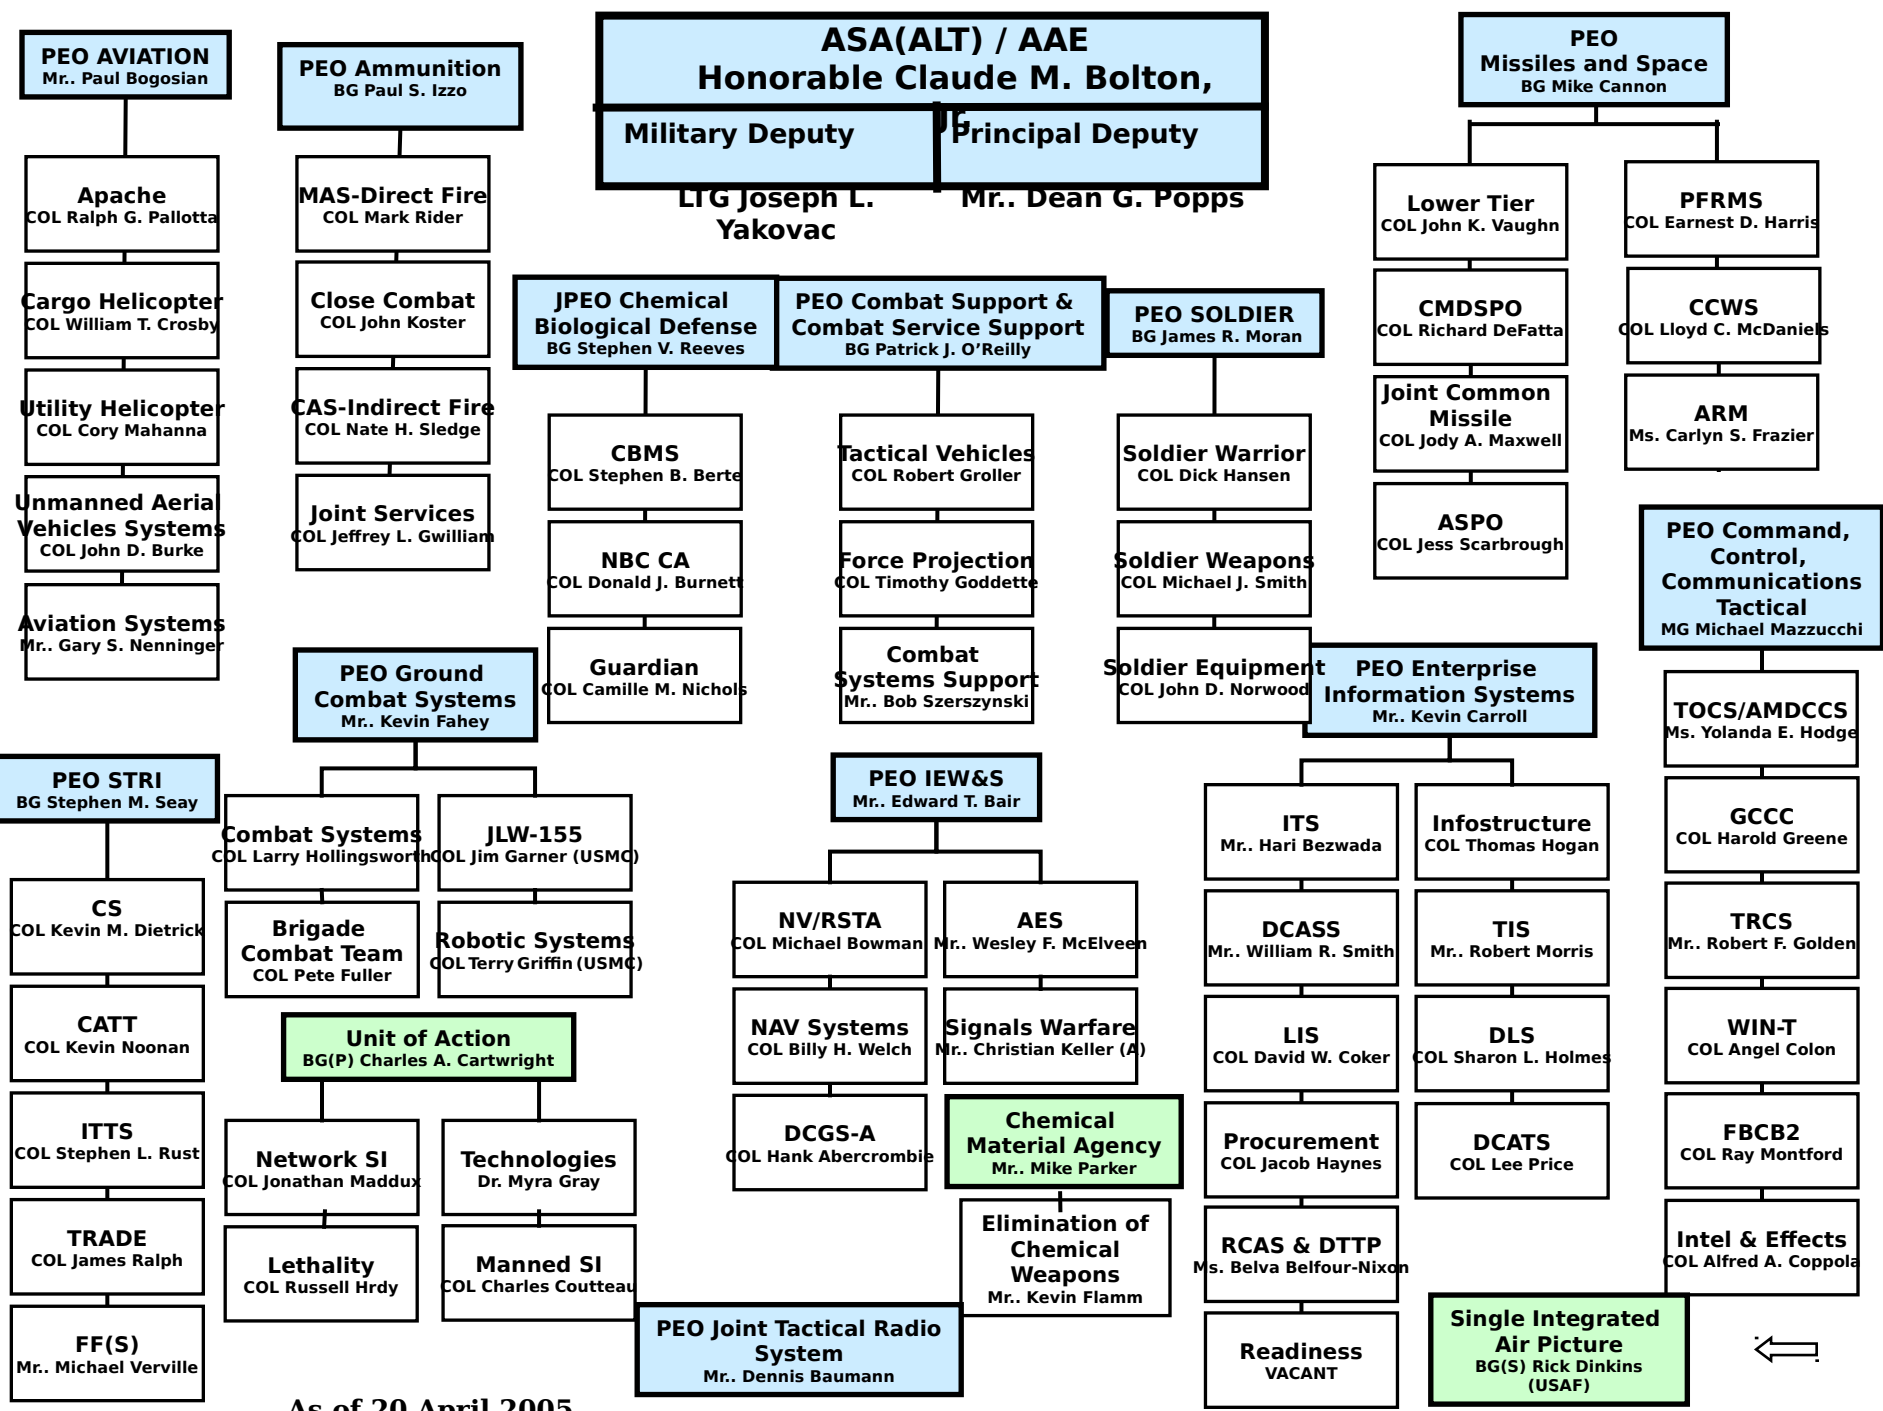 ASA(ALT) / AAE
Honorable Claude M. Bolton,
Jr.
Military Deputy
LTG Joseph L.
Yakovac
Principal Deputy
Mr.. Dean G. Popps
PEO AVIATION
Mr.. Paul Bogosian
Apache
COL Ralph G. Pallotta
Cargo Helicopter
COL William T. Crosby
Utility Helicopter
COL Cory Mahanna
Unmanned Aerial
Vehicles Systems
COL John D. Burke
Aviation Systems
Mr.. Gary S. Nenninger
PEO Ammunition
BG Paul S. Izzo
MAS-Direct Fire
COL Mark Rider
Close Combat
COL John Koster
CAS-Indirect Fire
COL Nate H. Sledge
Joint Services
COL Jeffrey L. Gwilliam
JPEO Chemical
Biological Defense
BG Stephen V. Reeves
CBMS
COL Stephen B. Berte
NBC CA
COL Donald J. Burnett
Guardian
COL Camille M. Nichols
PEO Combat Support &
Combat Service Support
BG Patrick J. O’Reilly
Tactical Vehicles
COL Robert Groller
Force Projection
COL Timothy Goddette
Combat
Systems Support
Mr.. Bob Szerszynski
PEO SOLDIER
BG James R. Moran
Soldier Warrior
COL Dick Hansen
Soldier Weapons
COL Michael J. Smith
Soldier Equipment
COL John D. Norwood
PEO
Missiles and Space
BG Mike Cannon
Lower Tier
COL John K. Vaughn
CMDSPO
COL Richard DeFatta
Joint Common
Missile
COL Jody A. Maxwell
ASPO
COL Jess Scarbrough
PFRMS
COL Earnest D. Harris
CCWS
COL Lloyd C. McDaniels
ARM
Ms. Carlyn S. Frazier
PEO Command,
Control,
Communications
Tactical
MG Michael Mazzucchi
TOCS/AMDCCS
Ms. Yolanda E. Hodge
GCCC
COL Harold Greene
TRCS
Mr.. Robert F. Golden
WIN-T
COL Angel Colon
FBCB2
COL Ray Montford
Intel & Effects
COL Alfred A. Coppola
PEO Ground
Combat Systems
Mr.. Kevin Fahey
Combat Systems
COL Larry Hollingsworth
Brigade
Combat Team
COL Pete Fuller
JLW-155
COL Jim Garner (USMC)
Robotic Systems
COL Terry Griffin (USMC)
PEO STRI
BG Stephen M. Seay
CS
COL Kevin M. Dietrick
CATT
COL Kevin Noonan
ITTS
COL Stephen L. Rust
TRADE
COL James Ralph
FF(S)
Mr.. Michael Verville
Unit of Action
BG(P) Charles A. Cartwright
Network SI
COL Jonathan Maddux
Lethality
COL Russell Hrdy
Technologies
Dr. Myra Gray
Manned SI
COL Charles Coutteau
PEO IEW&S
Mr.. Edward T. Bair
NV/RSTA
COL Michael Bowman
NAV Systems
COL Billy H. Welch
DCGS-A
COL Hank Abercrombie
AES
Mr.. Wesley F. McElveen
Signals Warfare
Mr.. Christian Keller (A)
Chemical
Material Agency
Mr.. Mike Parker
Elimination of
Chemical
Weapons
Mr.. Kevin Flamm
PEO Enterprise
Information Systems
Mr.. Kevin Carroll
ITS
Mr.. Hari Bezwada
DCASS
Mr.. William R. Smith
LIS
COL David W. Coker
Procurement
COL Jacob Haynes
RCAS & DTTP
Ms. Belva Belfour-Nixon
Readiness
VACANT
Infostructure
COL Thomas Hogan
TIS
Mr.. Robert Morris
DLS
COL Sharon L. Holmes
DCATS
COL Lee Price
PEO Joint Tactical Radio
System
Mr.. Dennis Baumann
Single Integrated
Air Picture
BG(S) Rick Dinkins
(USAF)
As of 20 April 2005